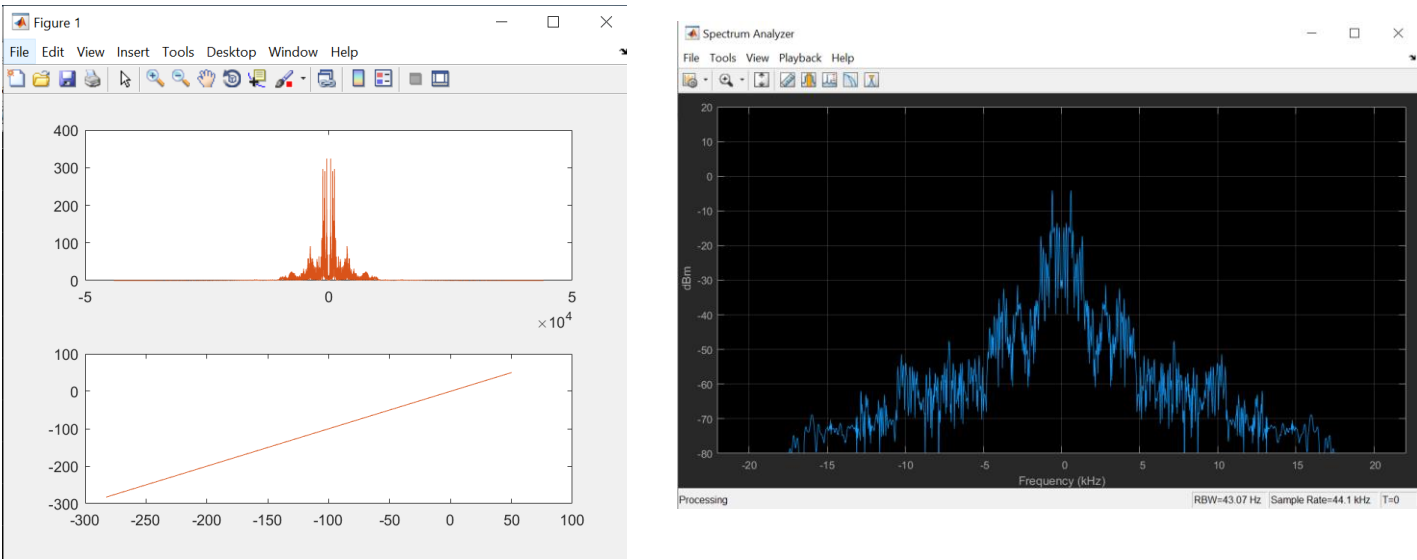 Figure 1
File Edit View Insert Tools Desktop Window Help
400
300
200
100
0
-5 0 5
×10⁴
100
0
-100
-200
-300
-300 -250 -200 -150 -100 -50 0 50 100
Spectrum Analyzer
File Tools View Playback Help
20
10
0
-10
-20
-30
-40
-50
-60
-70
-80
dBm
-20 -15 -10 -5 0 5 10 15 20
Frequency (kHz)
Processing RBW=43.07 Hz Sample Rate=44.1 kHz T=0